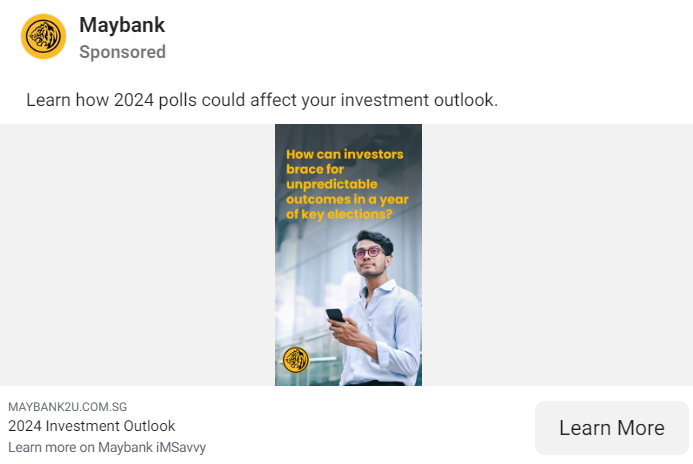 Maybank
Sponsored
Learn how 2024 polls could affect your investment outlook.
How can investors
brace for
unpredictable
outcomes in a year
of key elections?
MAYBANK2U.COM.SG
2024 Investment Outlook
Learn more on Maybank iMSavvy
Learn More